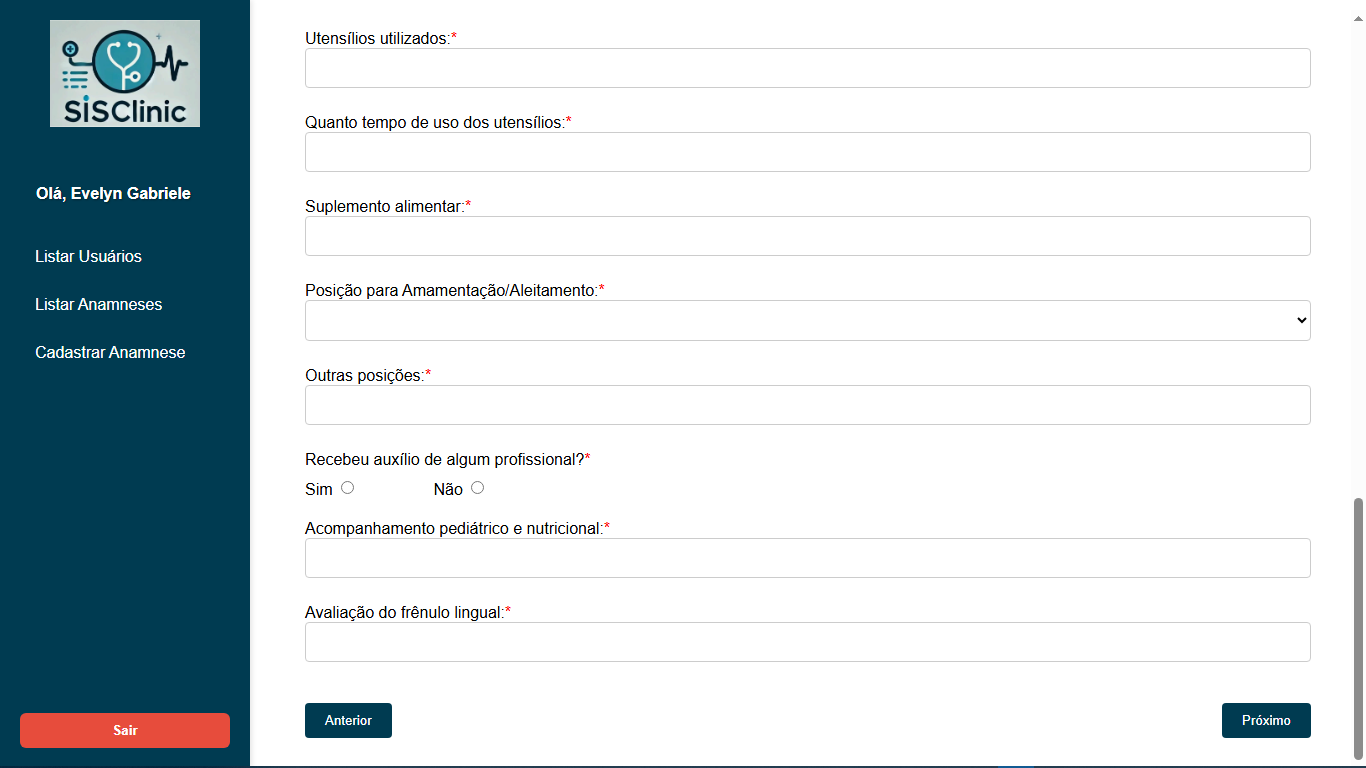 SiSClinic
Olá, Evelyn Gabriele
Listar Usuários
Listar Anamneses
Cadastrar Anamnese
Sair
Utensílios utilizados:*
Quanto tempo de uso dos utensílios:*
Suplemento alimentar:*
Posição para Amamentação/Aleitamento:*
Outras posições:*
Recebeu auxílio de algum profissional?*
Sim Não
Acompanhamento pediátrico e nutricional:*
Avaliação do frênulo lingual:*
Anterior Próximo